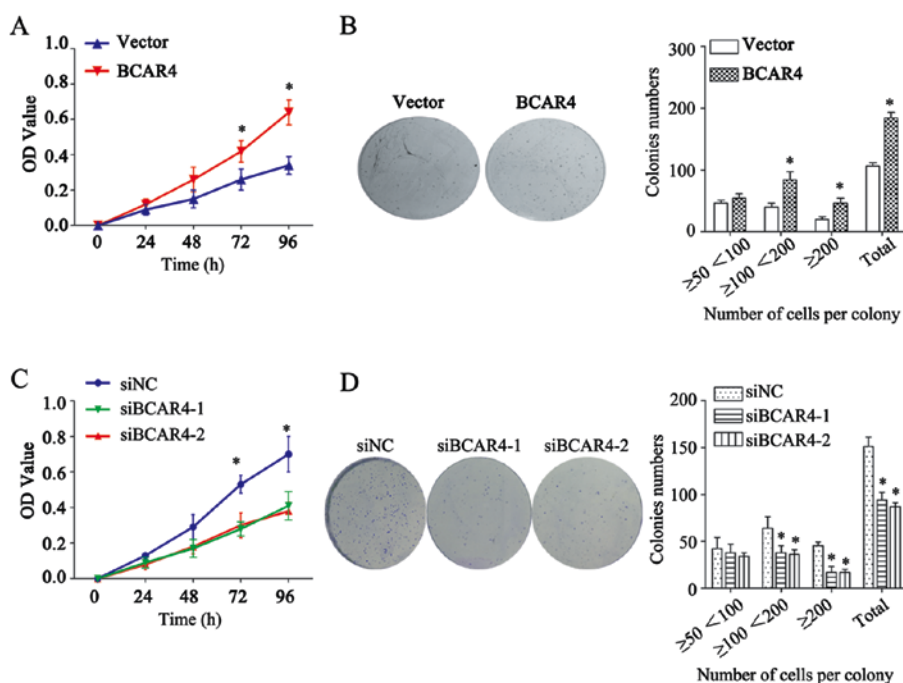 A
Vector
BCAR4
OD Value
1.0
0.8
0.6
0.4
0.2
0.0
*
*
0 24 48 72 96
Time (h)
B
Vector BCAR4
Vector
BCAR4
Colonies numbers
300
200
100
0
*
*
*
≥50 <100 ≥100 <200 ≥200 Total
Number of cells per colony
C
siNC
siBCAR4-1
siBCAR4-2
OD Value
1.0
0.8
0.6
0.4
0.2
0.0
*
*
0 24 48 72 96
Time (h)
D
siNC siBCAR4-1 siBCAR4-2
siNC
siBCAR4-1
siBCAR4-2
Colonies numbers
200
150
100
50
0
* *
* *
* *
≥50 <100 ≥100 <200 ≥200 Total
Number of cells per colony